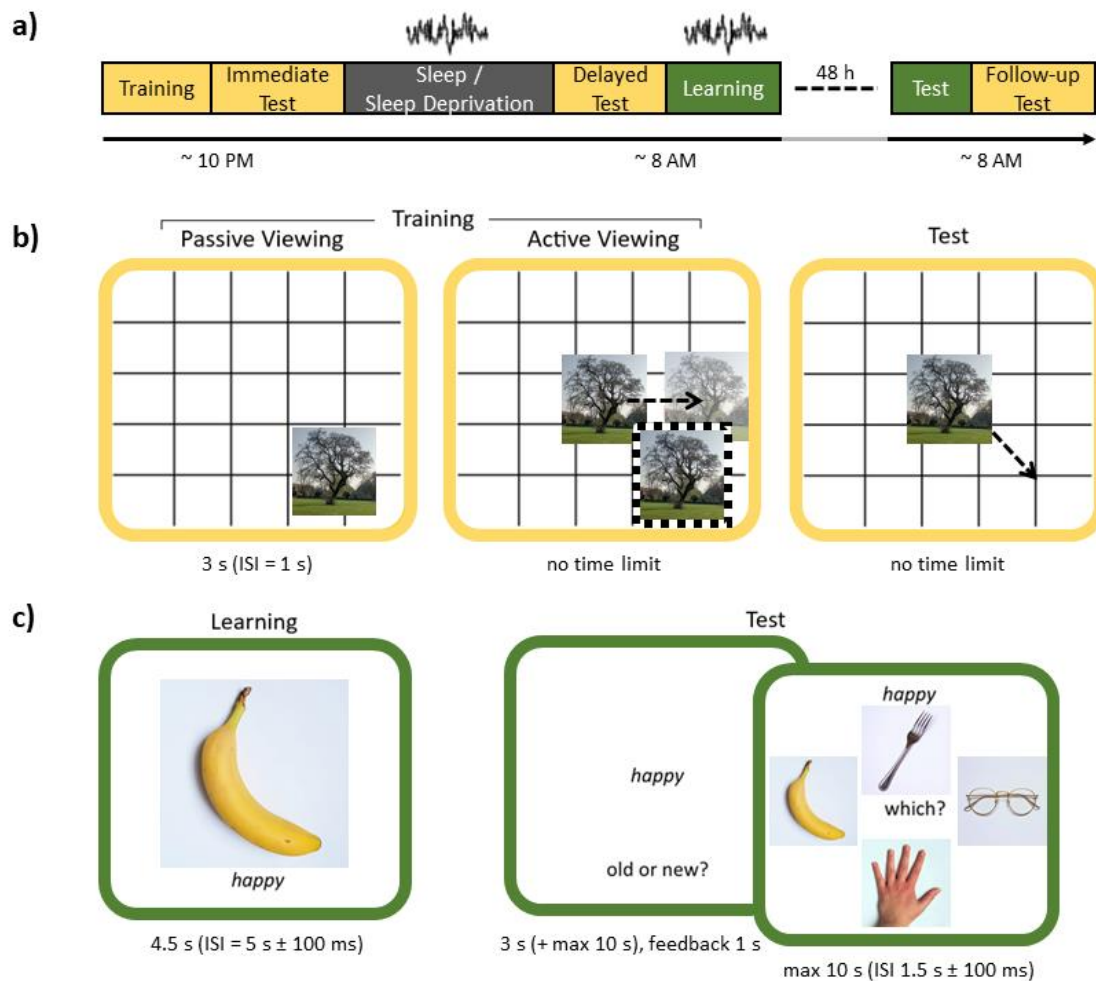 a)
Training
Immediate
Test
Sleep /
Sleep Deprivation
Delayed
Test
Learning
48 h
Test
Follow-up
Test
~ 10 PM
~ 8 AM
~ 8 AM
b)
Training
Passive Viewing
Active Viewing
Test
3 s (ISI = 1 s)
no time limit
no time limit
c)
Learning
Test
happy
4.5 s (ISI = 5 s ± 100 ms)
happy
old or new?
3 s (+ max 10 s), feedback 1 s
happy
which?
max 10 s (ISI 1.5 s ± 100 ms)